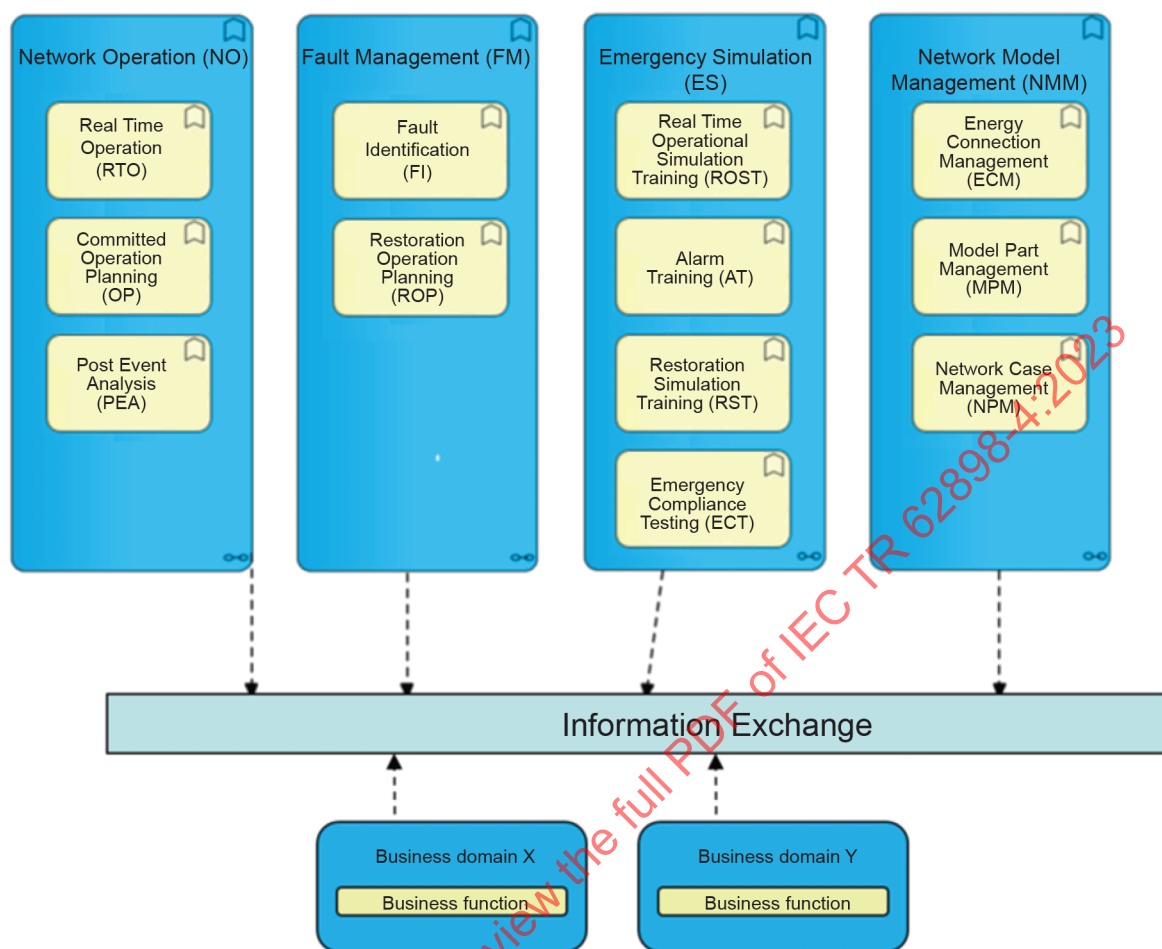 Network Operation (NO)
Real Time
Operation
(RTO)
Committed
Operation
Planning
(OP)
Post Event
Analysis
(PEA)
Fault Management (FM)
Fault
Identification
(FI)
Restoration
Operation
Planning
(ROP)
Emergency Simulation
(ES)
Real Time
Operational
Simulation
Training (ROST)
Alarm
Training (AT)
Restoration
Simulation
Training (RST)
Emergency
Compliance
Testing (ECT)
Network Model
Management (NMM)
Energy
Connection
Management
(ECM)
Model Part
Management
(MPM)
Network Case
Management
(NPM)
Information Exchange
Business domain X
Business function
Business domain Y
Business function
view the full PDF of IEC TR 62898-4:2023